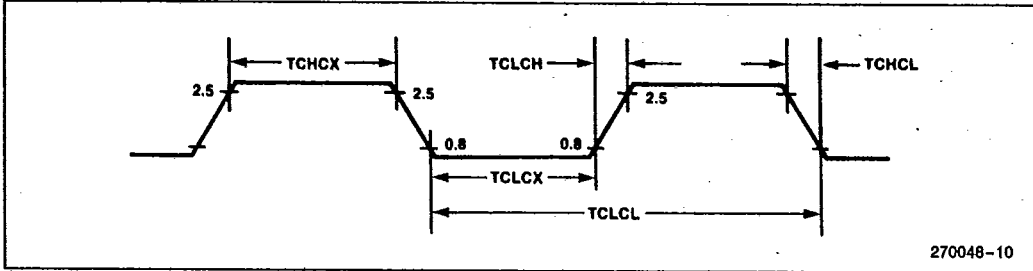 TCHCX
TCLCH
TCHCL
2.5
2.5
2.5
0.8
0.8
TCLCX
TCLCL
270048-10